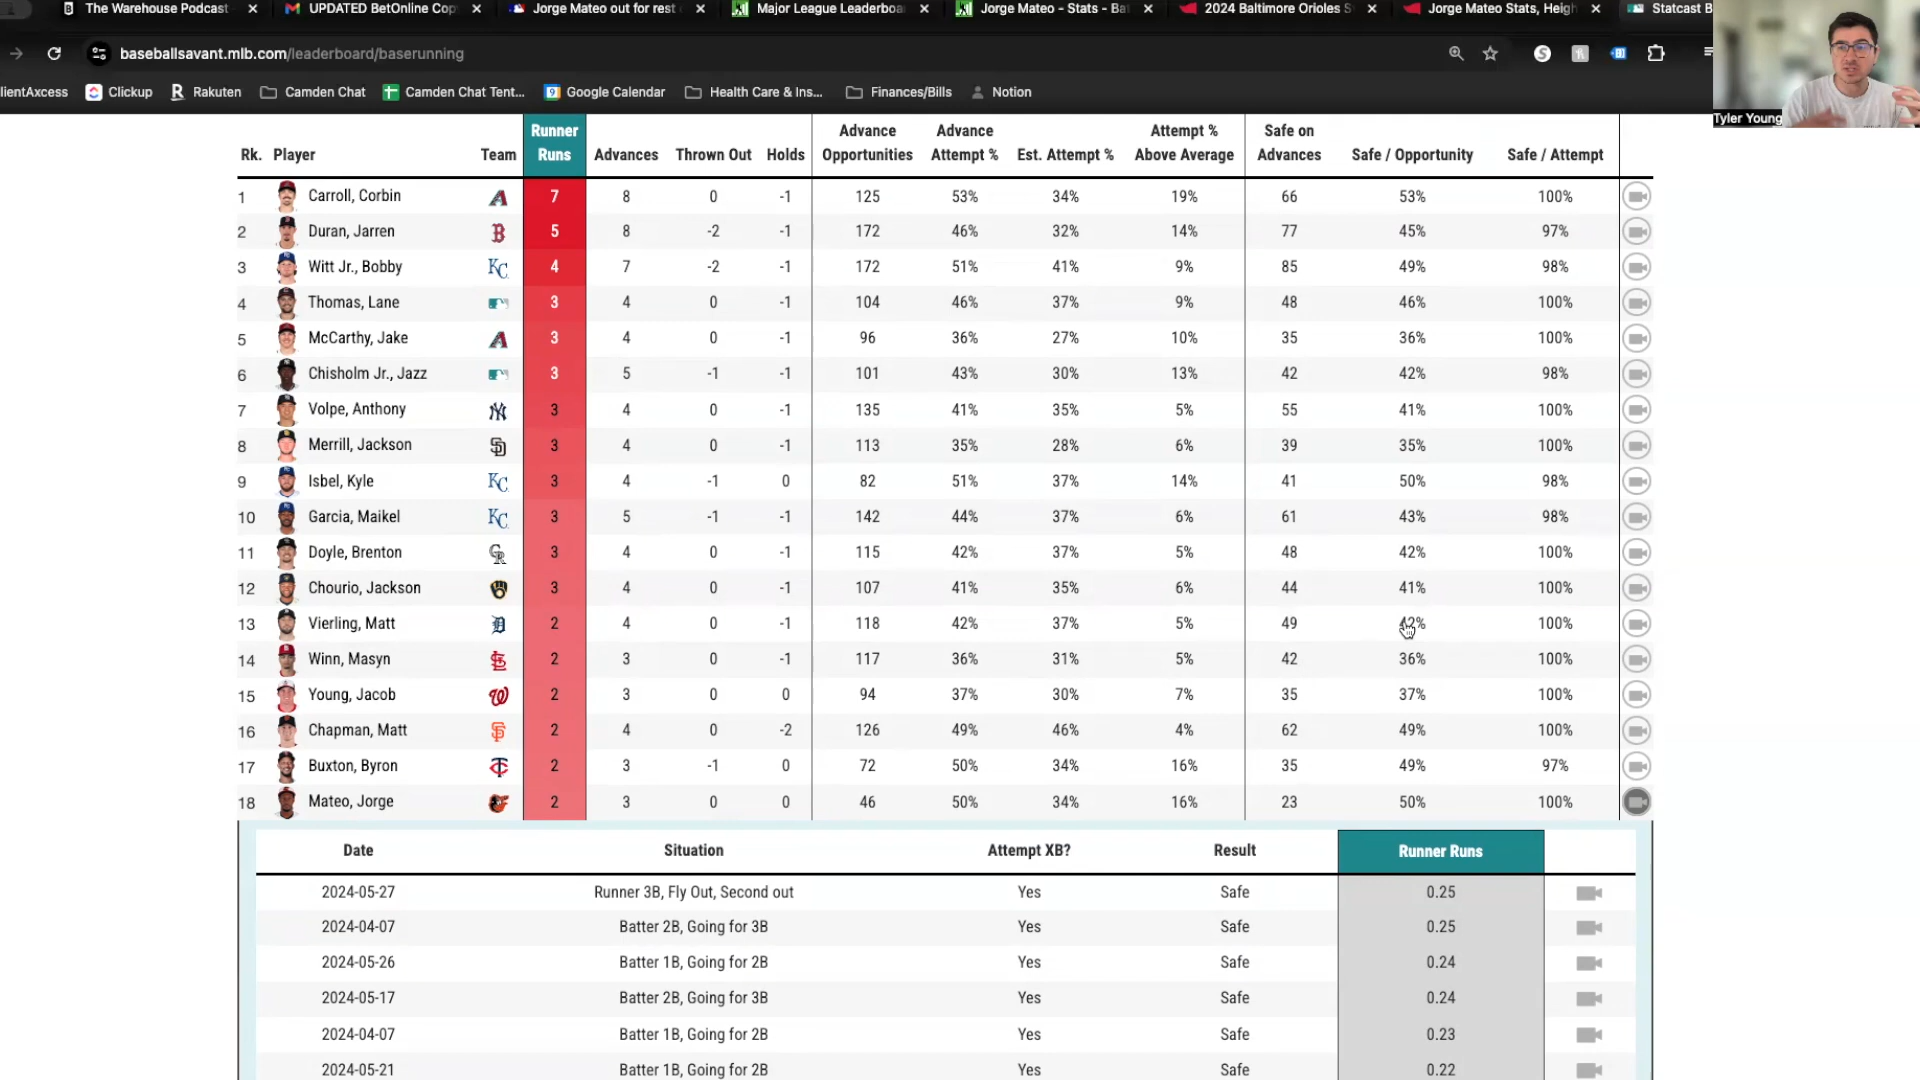 The Warehouse Podcast
UPDATED BetOnline Cop
Jorge Mateo out for rest
Major League Leaderboa
Jorge Mateo - Stats - Ba
2024 Baltimore Orioles S
Jorge Mateo Stats, Heigh
Statcast B
baseballsavant.mlb.com/leaderboard/baserunning
lientAxcess
Clickup
Rakuten
Camden Chat
Camden Chat Tent...
Google Calendar
Health Care & Ins...
Finances/Bills
Notion
Tyler Young
Rk. Player Team Runner Runs Advances Thrown Out Holds Advance Opportunities Advance Attempt % Est. Attempt % Attempt % Above Average Safe on Advances Safe / Opportunity Safe / Attempt
1 Carroll, Corbin 7 8 0 -1 125 53% 34% 19% 66 53% 100%
2 Duran, Jarren 5 8 -2 -1 172 46% 32% 14% 77 45% 97%
3 Witt Jr., Bobby 4 7 -2 -1 172 51% 41% 9% 85 49% 98%
4 Thomas, Lane 3 4 0 -1 104 46% 37% 9% 48 46% 100%
5 McCarthy, Jake 3 4 0 -1 96 36% 27% 10% 35 36% 100%
6 Chisholm Jr., Jazz 3 5 -1 -1 101 43% 30% 13% 42 42% 98%
7 Volpe, Anthony 3 4 0 -1 135 41% 35% 5% 55 41% 100%
8 Merrill, Jackson 3 4 0 -1 113 35% 28% 6% 39 35% 100%
9 Isbel, Kyle 3 4 -1 0 82 51% 37% 14% 41 50% 98%
10 Garcia, Maikel 3 5 -1 -1 142 44% 37% 6% 61 43% 98%
11 Doyle, Brenton 3 4 0 -1 115 42% 37% 5% 48 42% 100%
12 Chourio, Jackson 3 4 0 -1 107 41% 35% 6% 44 41% 100%
13 Vierling, Matt 2 4 0 -1 118 42% 37% 5% 49 42% 100%
14 Winn, Masyn 2 3 0 -1 117 36% 31% 5% 42 36% 100%
15 Young, Jacob 2 3 0 0 94 37% 30% 7% 35 37% 100%
16 Chapman, Matt 2 4 0 -2 126 49% 46% 4% 62 49% 100%
17 Buxton, Byron 2 3 -1 0 72 50% 34% 16% 35 49% 97%
18 Mateo, Jorge 2 3 0 0 46 50% 34% 16% 23 50% 100%
Date Situation Attempt XB? Result Runner Runs
2024-05-27 Runner 3B, Fly Out, Second out Yes Safe 0.25
2024-04-07 Batter 2B, Going for 3B Yes Safe 0.25
2024-05-26 Batter 1B, Going for 2B Yes Safe 0.24
2024-05-17 Batter 2B, Going for 3B Yes Safe 0.24
2024-04-07 Batter 1B, Going for 2B Yes Safe 0.23
2024-05-21 Batter 1B, Going for 2B Yes Safe 0.22